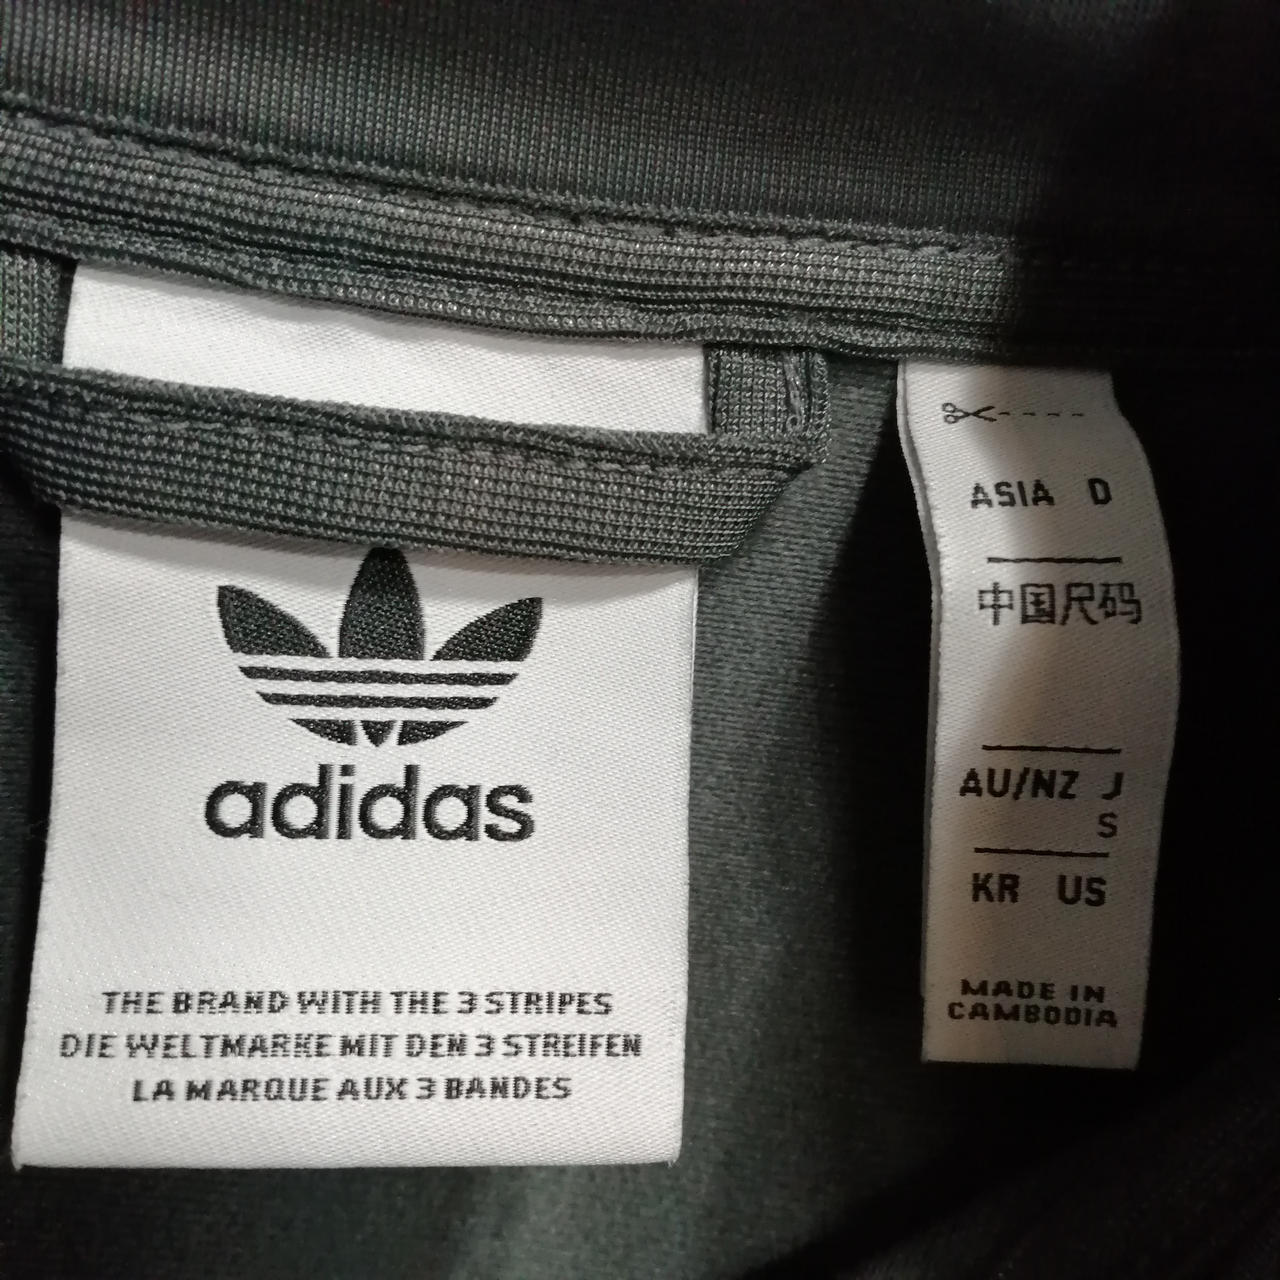 adidas
THE BRAND WITH THE 3 STRIPES
DIE WELTMARKE MIT DEN 3 STREIFEN
LA MARQUE AUX 3 BANDES
ASIA D
中国尺码
AU/NZ J
S
KR US
MADE IN
CAMBODIA